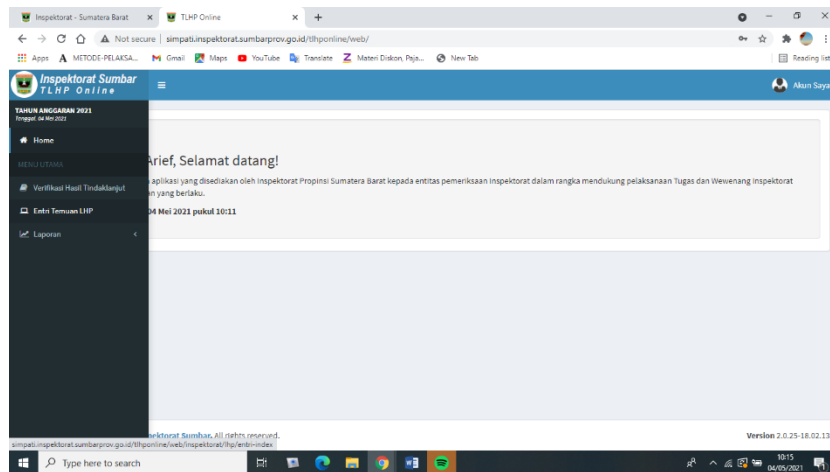 Inspektorat - Sumatera Barat
TLHP Online
Not secure | simpati.inspektorat.sumbarprov.go.id/tlhponline/web/
Apps A METODE-PELAKSA... Gmail Maps YouTube Translate Z Materi Diskon, Paja... New Tab Reading list
Inspektorat Sumbar
TLHP Online
Akun Saya
TAHUN ANGGARAN 2021
Tanggal, 04 Mei 2021
Home
MENU UTAMA
Verifikasi Hasil Tindaklanjut
Entri Temuan LHP
Laporan
Arief, Selamat datang!
aplikasi yang disediakan oleh Inspektorat Propinsi Sumatera Barat kepada entitas pemeriksaan Inspektorat dalam rangka mendukung pelaksanaan Tugas dan Wewenang Inspektorat
an yang berlaku.
04 Mei 2021 pukul 10:11
pektorat Sumbar. All rights reserved.
Version 2.0.25-18.02.13
simpati.inspektorat.sumbarprov.go.id/tlhponline/web/inspektorat/lhp/entri-index
Type here to search
10:15
04/05/2021